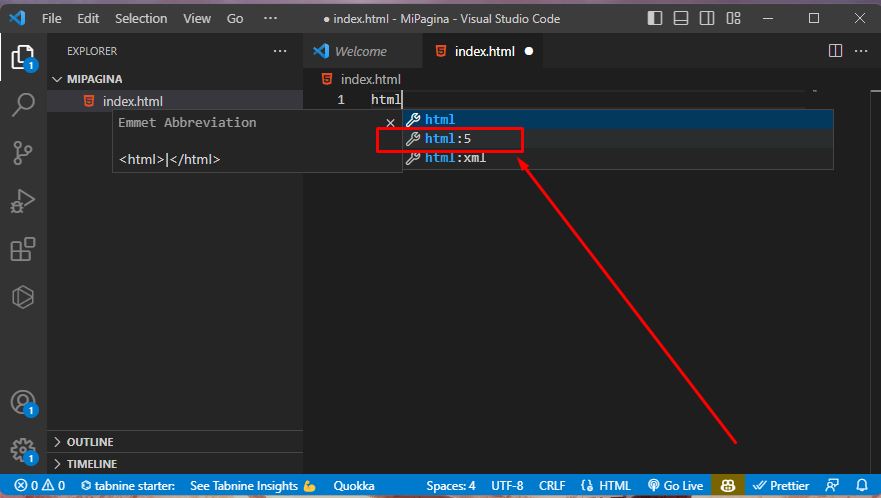 File Edit Selection View Go ··· ● index.html - MiPagina - Visual Studio Code
EXPLORER ···
Welcome
index.html ●
MIPAGINA
index.html
index.html
1 html
Emmet Abbreviation
<html>|</html>
html
html:5
html:xml
OUTLINE
TIMELINE
1
1
1
0 0 tabnine starter: See Tabnine Insights 💪 Quokka Spaces: 4 UTF-8 CRLF HTML Go Live Prettier